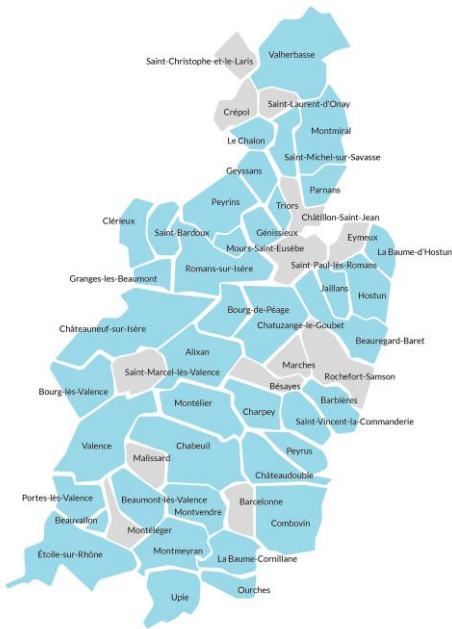 Valherbasse
Saint-Christophe-et-le-Laris
Saint-Laurent-d'Onay
Crépol
Montmiral
Le Chalon
Saint-Michel-sur-Savasse
Geyssans
Parnans
Peyrins
Triors
Châtillon-Saint-Jean
Clérieux
Saint-Bardoux
Génissieux
Eymeux
Mours-Saint-Eusèbe
La Baume-d'Hostun
Saint-Paul-lès-Romans
Romans-sur-Isère
Granges-les-Beaumont
Jaillans
Hostun
Bourg-de-Péage
Châteauneuf-sur-Isère
Chatuzange-le-Goubet
Beauregard-Baret
Alixan
Marches
Saint-Marcel-lès-Valence
Rochefort-Samson
Bésayes
Bourg-lès-Valence
Barbières
Montélier
Charpey
Saint-Vincent-la-Commanderie
Valence
Chabeuil
Peyrus
Malissard
Châteaudouble
Portes-lès-Valence
Beaumont-lès-Valence
Barcelonne
Montvendre
Beauvallon
Combovin
Montéléger
Étoile-sur-Rhône
Montmeyran
La Baume-Cornillane
Ourches
Upie